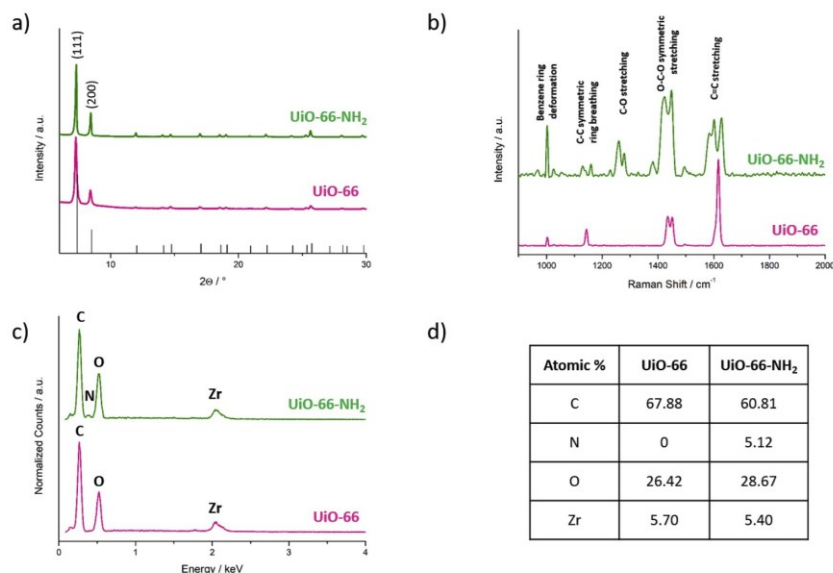 a)
(111)
(200)
UiO-66-NH₂
UiO-66
Intensity / a.u.
10
20
30
2Θ / °
b)
Benzene ring
deformation
C-C symmetric
ring breathing
C-O stretching
O-C-O symmetric
stretching
C=C stretching
UiO-66-NH₂
UiO-66
Intensity / a.u.
1000
1200
1400
1600
1800
2000
Raman Shift / cm⁻¹
c)
C
N
O
Zr
UiO-66-NH₂
C
O
Zr
UiO-66
Normalized Counts / a.u.
0
1
2
3
4
Energy / keV
d)
Atomic % UiO-66 UiO-66-NH₂
C 67.88 60.81
N 0 5.12
O 26.42 28.67
Zr 5.70 5.40